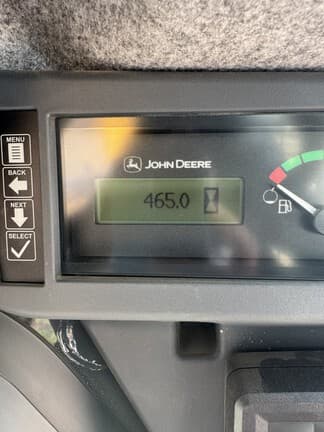 MENU
BACK
NEXT
SELECT
JOHN DEERE
465.0